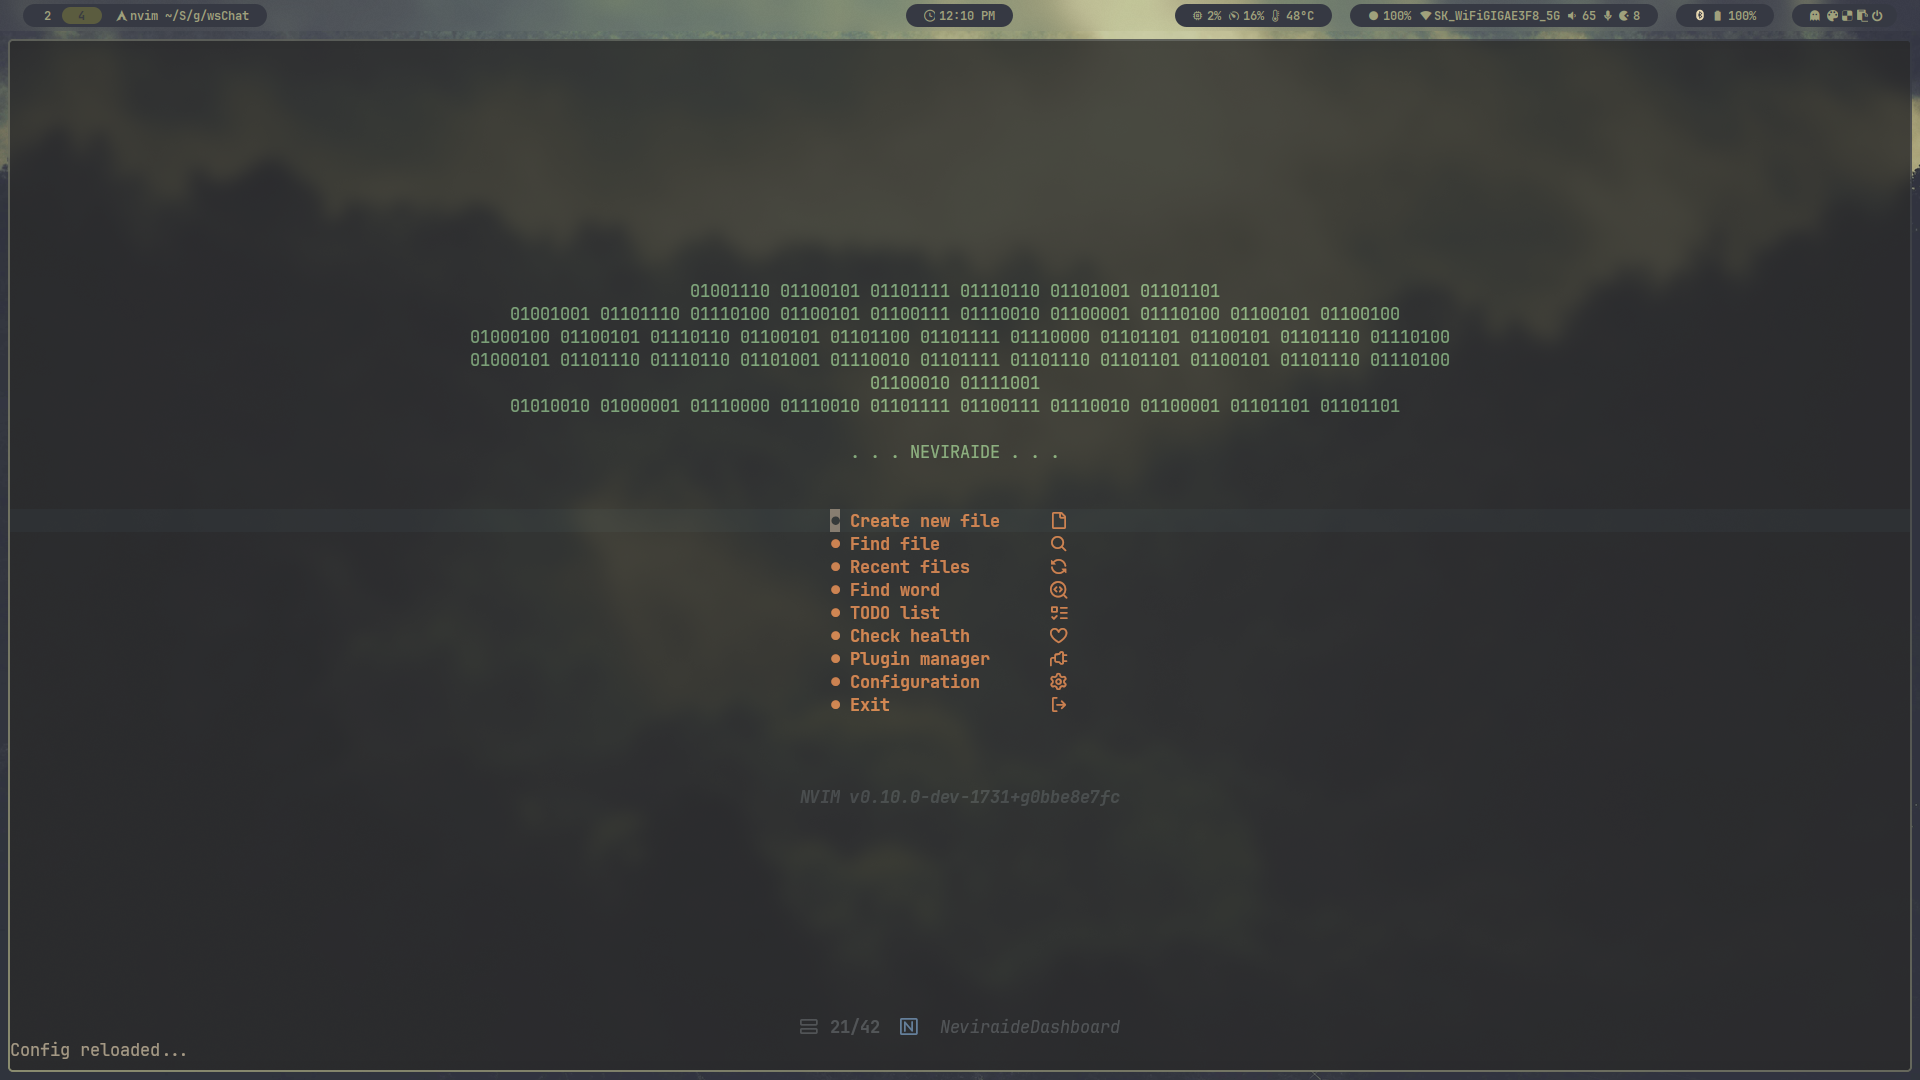 2 4 nvim ~/S/g/wsChat 12:10 PM 2% 16% 48°C 100% SK_WiFiGIGAE3F8_5G 65 8 100%
01001110 01100101 01101111 01110110 01101001 01101101
01001001 01101110 01110100 01100101 01100111 01110010 01100001 01110100 01100101 01100100
01000100 01100101 01110110 01100101 01101100 01101111 01110000 01101101 01100101 01101110 01110100
01000101 01101110 01110110 01101001 01110010 01101111 01101110 01101101 01100101 01101110 01110100
01100010 01111001
01010010 01000001 01110000 01110010 01101111 01100111 01110010 01100001 01101101 01101101
. . . NEVIRAIDE . . .
● Create new file
● Find file
● Recent files
● Find word
● TODO list
● Check health
● Plugin manager
● Configuration
● Exit
NVIM v0.10.0-dev-1731+g0bbe8e7fc
21/42 N NeviraideDashboard
Config reloaded...